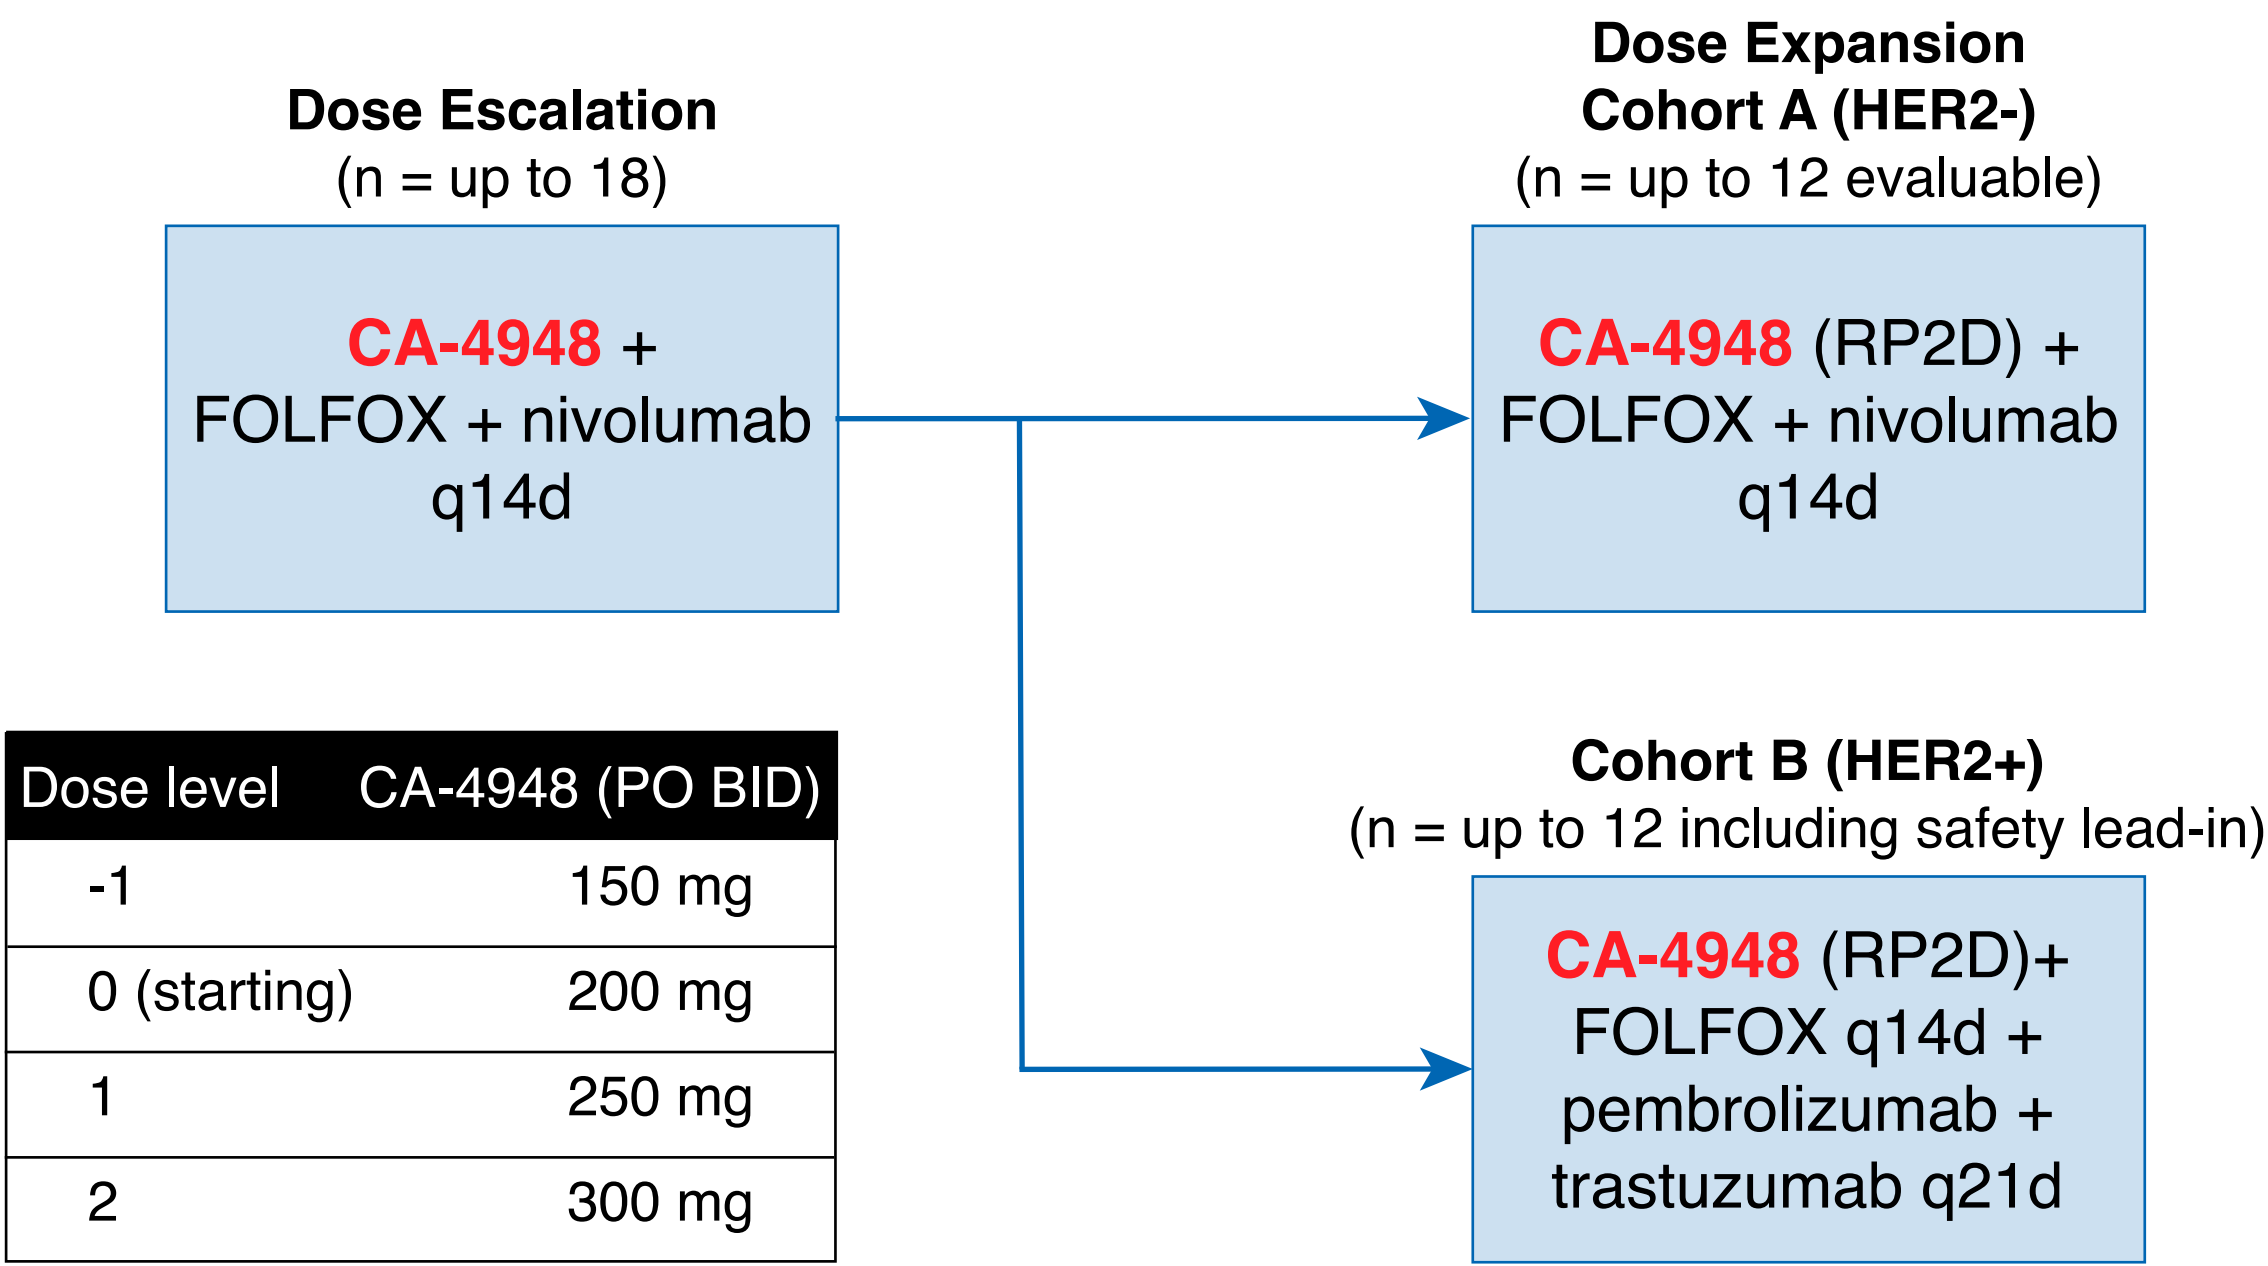 Dose Escalation
(n = up to 18)
CA-4948 +
FOLFOX + nivolumab
q14d
Dose Expansion
Cohort A (HER2-)
(n = up to 12 evaluable)
CA-4948 (RP2D) +
FOLFOX + nivolumab
q14d
Dose level CA-4948 (PO BID)
-1 150 mg
0 (starting) 200 mg
1 250 mg
2 300 mg
Cohort B (HER2+)
(n = up to 12 including safety lead-in)
CA-4948 (RP2D)+
FOLFOX q14d +
pembrolizumab +
trastuzumab q21d